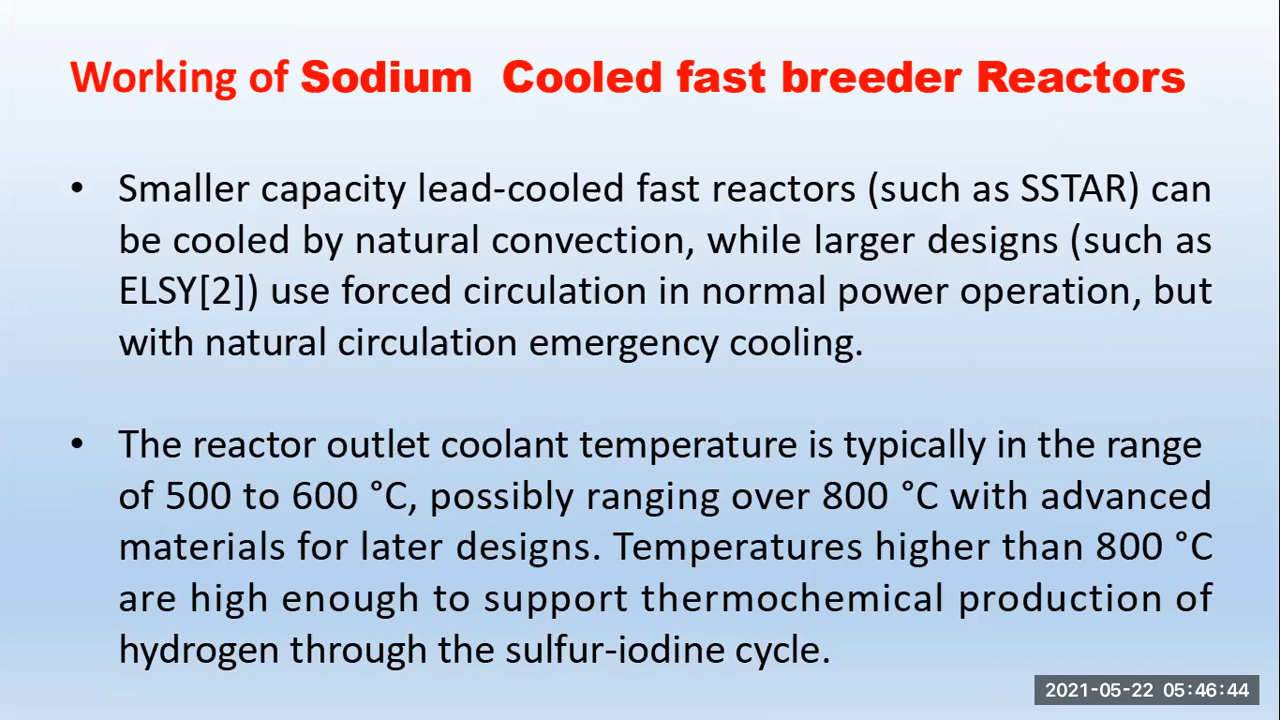 Working of Sodium Cooled fast breeder Reactors
• Smaller capacity lead-cooled fast reactors (such as SSTAR) can
be cooled by natural convection, while larger designs (such as
ELSY[2]) use forced circulation in normal power operation, but
with natural circulation emergency cooling.
• The reactor outlet coolant temperature is typically in the range
of 500 to 600 °C, possibly ranging over 800 °C with advanced
materials for later designs. Temperatures higher than 800 °C
are high enough to support thermochemical production of
hydrogen through the sulfur-iodine cycle.
2021-05-22 05:46:44